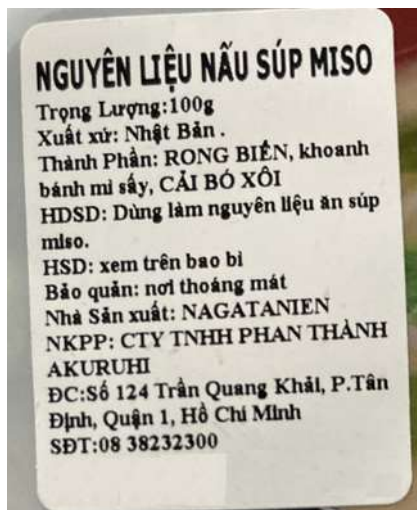 NGUYÊN LIỆU NẤU SÚP MISO
Trọng Lượng:100g
Xuất xứ: Nhật Bản .
Thành Phần: RONG BIỂN, khoanh
bánh mì sấy, CẢI BÓ XÔI
HDSD: Dùng làm nguyên liệu ăn súp
miso.
HSD: xem trên bao bì
Bảo quản: nơi thoáng mát
Nhà Sản xuất: NAGATANIEN
NKPP: CTY TNHH PHAN THÀNH
AKURUHI
ĐC:Số 124 Trần Quang Khải, P.Tân
Định, Quận 1, Hồ Chí Minh
SĐT:08 38232300